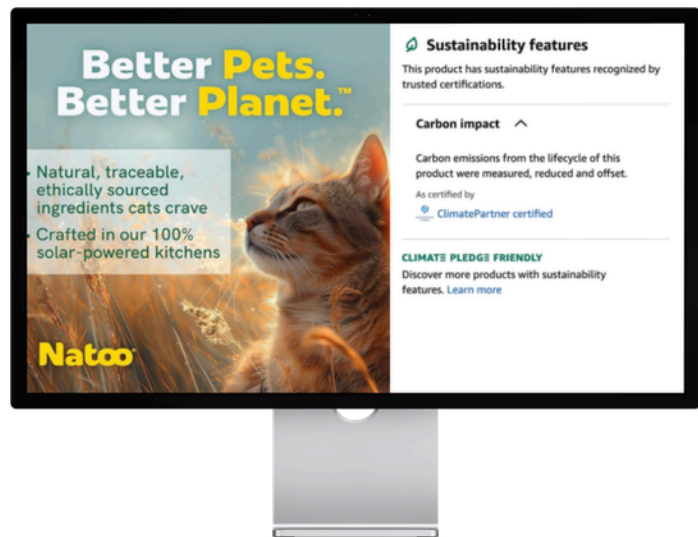 Better Pets.
Better Planet.™
• Natural, traceable,
ethically sourced
ingredients cats crave
• Crafted in our 100%
solar-powered kitchens
Natoo
Sustainability features
This product has sustainability features recognized by
trusted certifications.
Carbon impact
Carbon emissions from the lifecycle of this
product were measured, reduced and offset.
As certified by
ClimatePartner certified
CLIMATE PLEDGE FRIENDLY
Discover more products with sustainability
features. Learn more